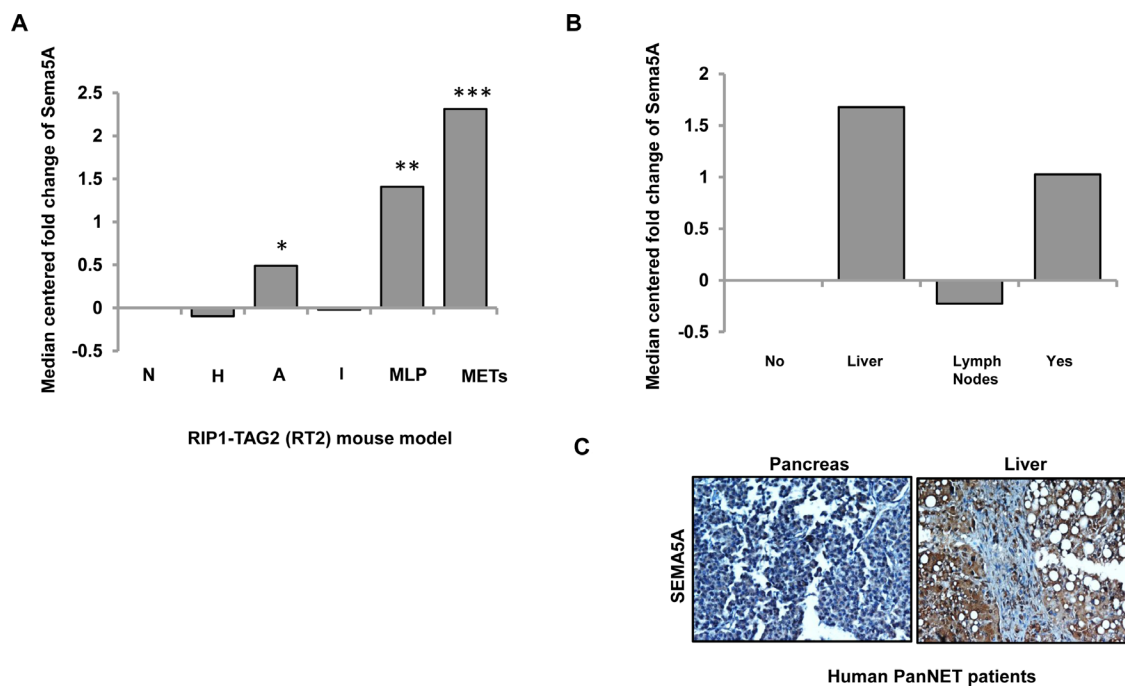 A
Median centered fold change of Sema5A
2.5
2
1.5
1
0.5
0
-0.5
*
**
***
N H A I MLP METs
RIP1-TAG2 (RT2) mouse model
B
Median centered fold change of Sema5A
2
1.5
1
0.5
0
-0.5
No Liver Lymph Yes
Nodes
C
Pancreas Liver
SEMA5A
Human PanNET patients